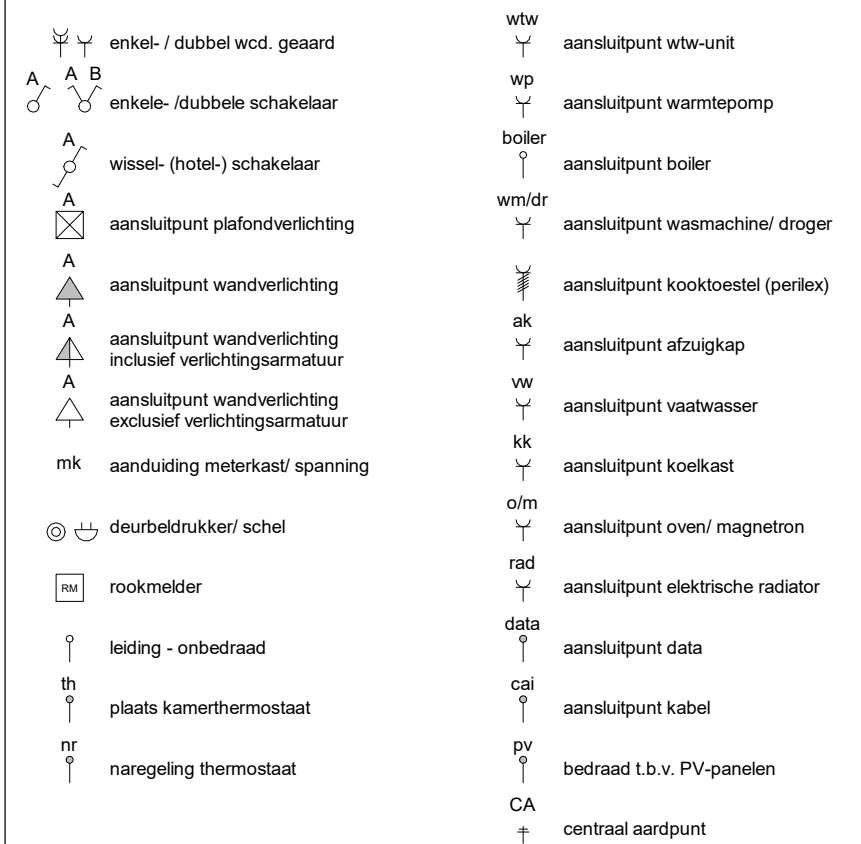 enkel- / dubbel wcd. geaard
A A B
enkele- /dubbele schakelaar
A
wissel- (hotel-) schakelaar
A
aansluitpunt plafondverlichting
A
aansluitpunt wandverlichting
A
aansluitpunt wandverlichting
inclusief verlichtingsarmatuur
A
aansluitpunt wandverlichting
exclusief verlichtingsarmatuur
mk aanduiding meterkast/ spanning
deurbeldrukker/ schel
RM rookmelder
leiding - onbedraad
th
plaats kamerthermostaat
nr
naregeling thermostaat
wtw
aansluitpunt wtw-unit
wp
aansluitpunt warmtepomp
boiler
aansluitpunt boiler
wm/dr
aansluitpunt wasmachine/ droger
aansluitpunt kooktoestel (perilex)
ak
aansluitpunt afzuigkap
vw
aansluitpunt vaatwasser
kk
aansluitpunt koelkast
o/m
aansluitpunt oven/ magnetron
rad
aansluitpunt elektrische radiator
data
aansluitpunt data
cai
aansluitpunt kabel
pv
bedraad t.b.v. PV-panelen
CA
centraal aardpunt